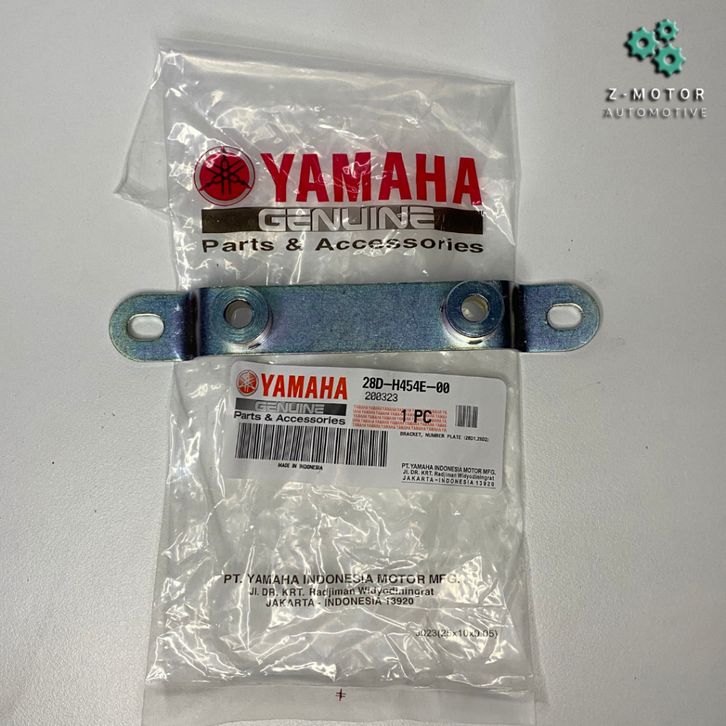 Z-MOTOR
AUTOMOTIVE
YAMAHA
GENUINE
Parts & Accessories
YAMAHA
GENUINE
Parts & Accessories
MADE IN INDONESIA
28D-H454E-00
200323
1 PC
BRACKET, NUMBER PLATE (28D1,28D2)
PT. YAMAHA INDONESIA MOTOR MFG.
Jl. DR. KRT. Radjiman Widyodiningrat
JAKARTA-INDONESIA 13920
PT. YAMAHA INDONESIA MOTOR MFG.
Jl. DR. KRT. Radjiman Widyodiningrat
JAKARTA - INDONESIA 13920